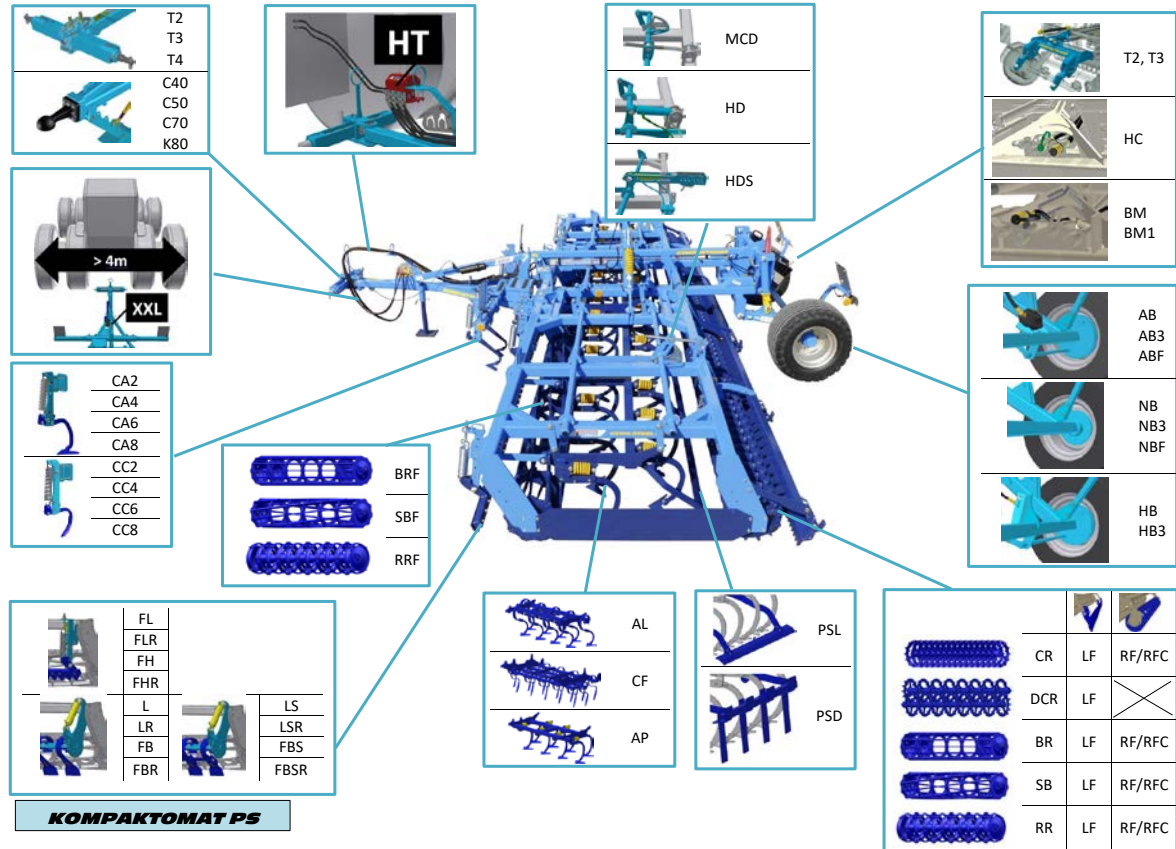 T2
T3
T4
C40
C50
C70
K80
HT
MCD
HD
HDS
T2, T3
HC
BM
BM1
> 4m
XXL
AB
AB3
ABF
NB
NB3
NBF
HB
HB3
CA2
CA4
CA6
CA8
CC2
CC4
CC6
CC8
BRF
SBF
RRF
FL
FLR
FH
FHR
L
LR
FB
FBR
LS
LSR
FBS
FBSR
AL
CF
AP
PSL
PSD
CR LF RF/RFC
DCR LF
BR LF RF/RFC
SB LF RF/RFC
RR LF RF/RFC
KOMPAKTOMAT PS